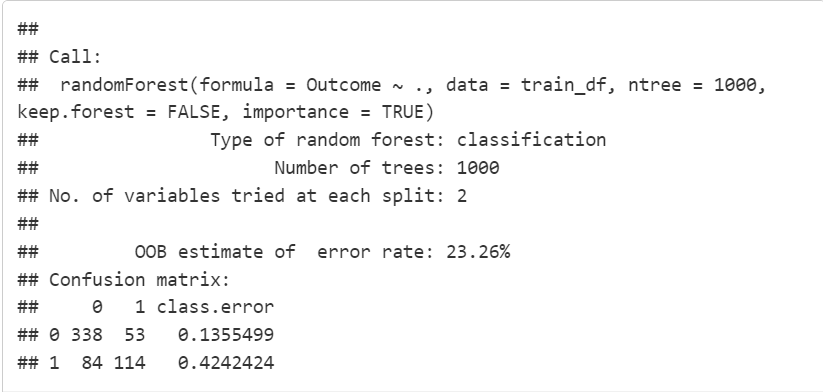 ##
## Call:
##  randomForest(formula = Outcome ~ ., data = train_df, ntree = 1000,
keep.forest = FALSE, importance = TRUE)
##                Type of random forest: classification
##                      Number of trees: 1000
## No. of variables tried at each split: 2
##
##         OOB estimate of  error rate: 23.26%
## Confusion matrix:
##     0   1 class.error
## 0 338  53   0.1355499
## 1  84 114   0.4242424